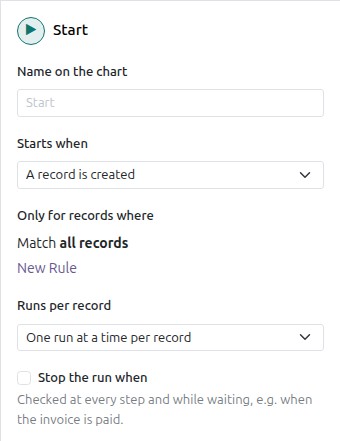 Start
Name on the chart
Start
Starts when
A record is created
Only for records where
Match all records
New Rule
Runs per record
One run at a time per record
Stop the run when
Checked at every step and while waiting, e.g. when
the invoice is paid.